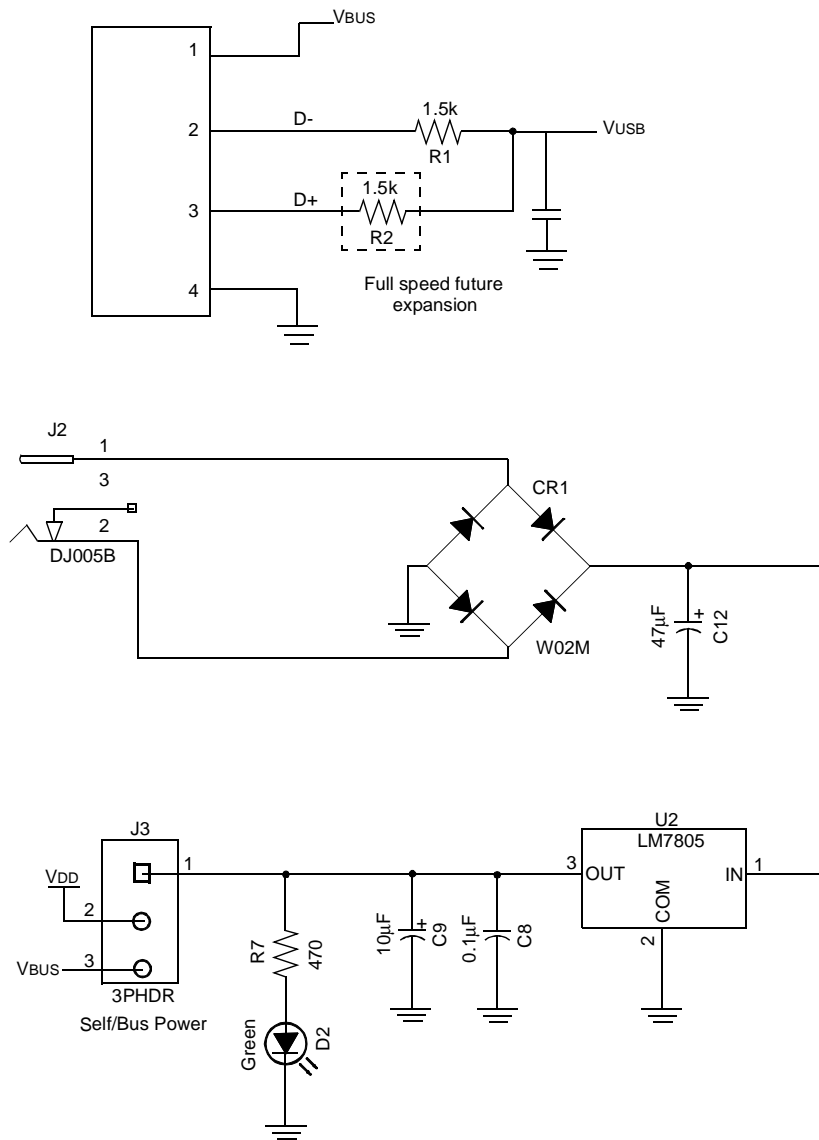 VBUS
1
1.5k
2
D-
VUSB
R1
1.5k
3
D+
R2
4
Full speed future
expansion
J2
1
3
CR1
2
DJ005B
47µF
+
C12
W02M
J3
U2
LM7805
1
3
OUT
IN
1
VDD
2
COM
R7
470
10µF
+
C9
0.1µF
C8
2
VBUS
3
3PHDR
Self/Bus Power
Green
D2